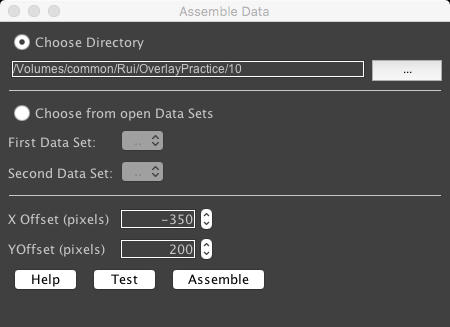 Assemble Data
Choose Directory
/Volumes/common/Rui/OverlayPractice/10
...
Choose from open Data Sets
First Data Set: ..
Second Data Set: ..
X Offset (pixels) -350
YOffset (pixels) 200
Help Test Assemble